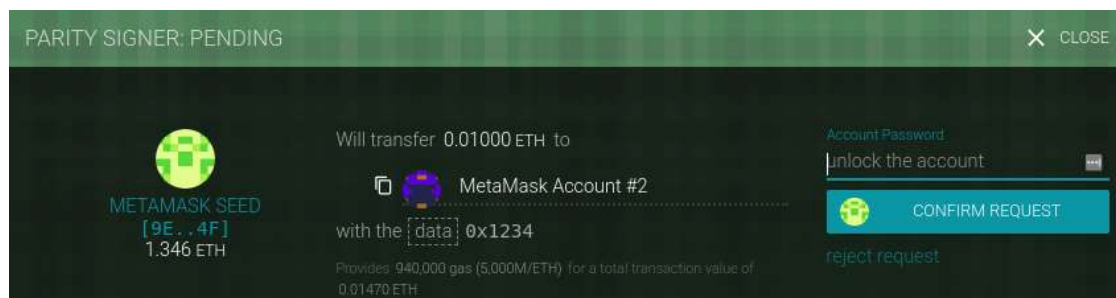 PARITY SIGNER: PENDING
CLOSE
METAMASK SEED
[9E..4F]
1.346 ETH
Will transfer 0.01000 ETH to
MetaMask Account #2
with the data 0x1234
Provides 940,000 gas (5,000M/ETH) for a total transaction value of
0.01470 ETH
Account Password
unlock the account
CONFIRM REQUEST
reject request